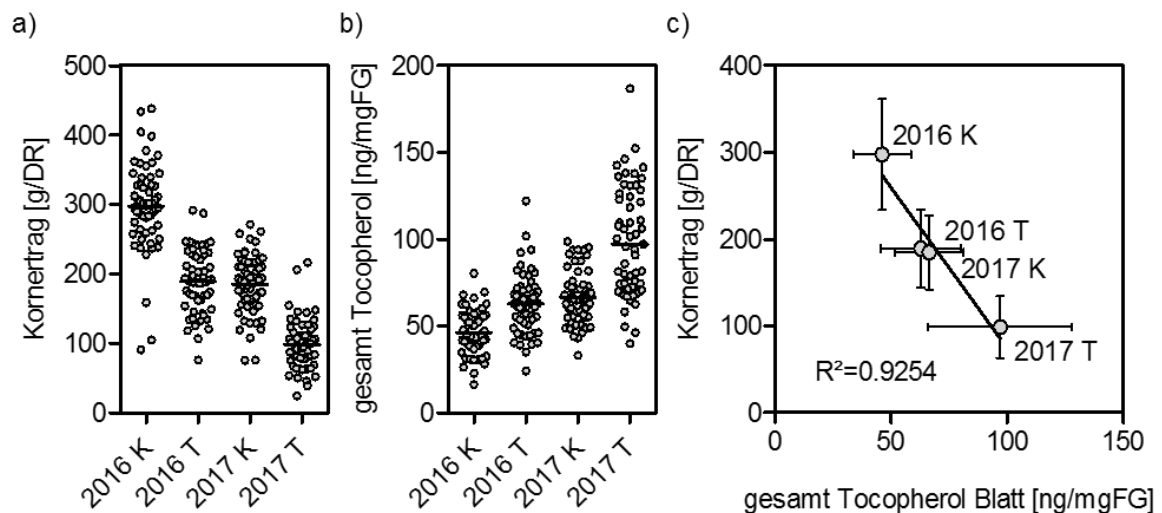 a)
Kornertrag [g/DR]
500
400
300
200
100
0
2016 K
2016 T
2017 K
2017 T
b)
gesamt Tocopherol [ng/mgFG]
200
150
100
50
0
2016 K
2016 T
2017 K
2017 T
c)
Kornertrag [g/DR]
400
300
200
100
0
2016 K
2016 T
2017 K
2017 T
R²=0.9254
0
50
100
150
gesamt Tocopherol Blatt [ng/mgFG]